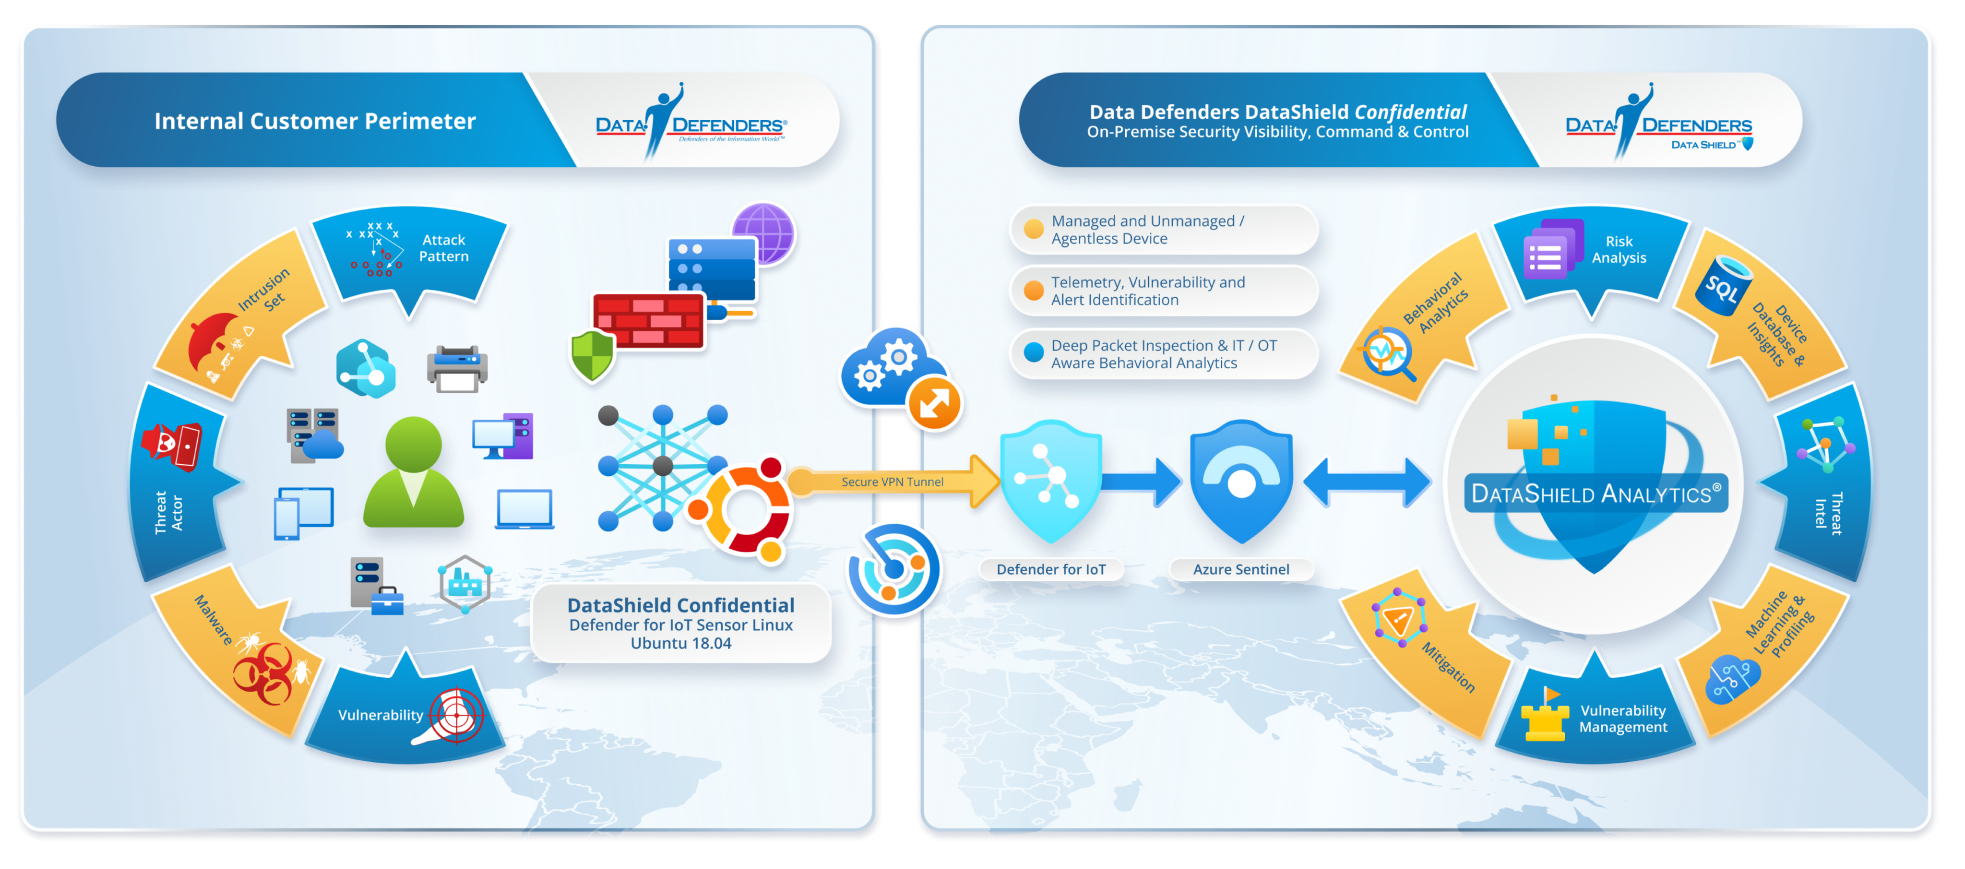 Internal Customer Perimeter
DATA DEFENDERS®
Defenders of the Information World™
Attack
Pattern
x x x
x x x x
x
Intrusion
Set
Threat
Actor
Malware
Vulnerability
DataShield Confidential
Defender for IoT Sensor Linux
Ubuntu 18.04
Secure VPN Tunnel
Data Defenders DataShield Confidential
On-Premise Security Visibility, Command & Control
DATA DEFENDERS
DATA SHIELD™
Managed and Unmanaged /
Agentless Device
Telemetry, Vulnerability and
Alert Identification
Deep Packet Inspection & IT / OT
Aware Behavioral Analytics
Defender for IoT
Azure Sentinel
Behavioral
Analytics
Risk
Analysis
SQL
Device
Database &
Insights
Threat
Intel
Machine
Learning &
Profiling
Vulnerability
Management
Mitigation
DATASHIELD ANALYTICS®